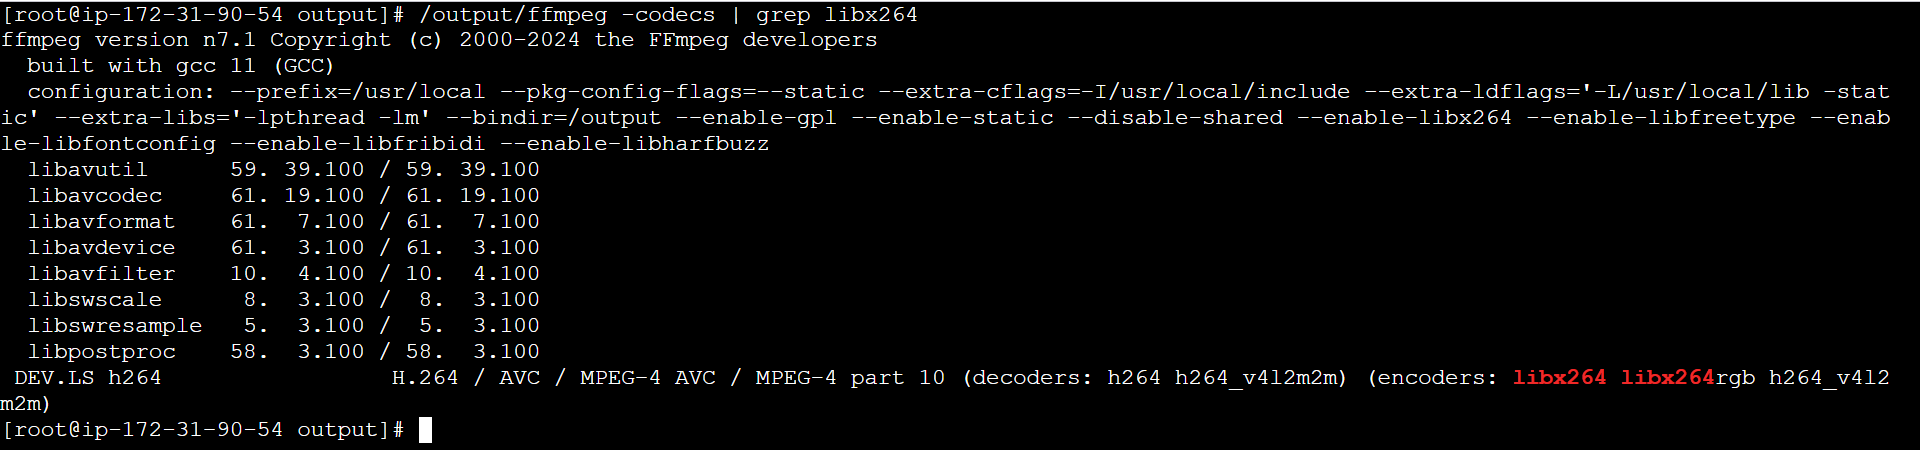 [root@ip-172-31-90-54 output]# /output/ffmpeg -codecs | grep libx264
ffmpeg version n7.1 Copyright (c) 2000-2024 the FFmpeg developers
  built with gcc 11 (GCC)
  configuration: --prefix=/usr/local --pkg-config-flags=--static --extra-cflags=-I/usr/local/include --extra-ldflags='-L/usr/local/lib -stat
ic' --extra-libs='-lpthread -lm' --bindir=/output --enable-gpl --enable-static --disable-shared --enable-libx264 --enable-libfreetype --enab
le-libfontconfig --enable-libfribidi --enable-libharfbuzz
  libavutil      59. 39.100 / 59. 39.100
  libavcodec     61. 19.100 / 61. 19.100
  libavformat    61.  7.100 / 61.  7.100
  libavdevice    61.  3.100 / 61.  3.100
  libavfilter    10.  4.100 / 10.  4.100
  libswscale      8.  3.100 /  8.  3.100
  libswresample   5.  3.100 /  5.  3.100
  libpostproc    58.  3.100 / 58.  3.100
 DEV.LS h264                H.264 / AVC / MPEG-4 AVC / MPEG-4 part 10 (decoders: h264 h264_v4l2m2m) (encoders: libx264 libx264rgb h264_v4l2
m2m)
[root@ip-172-31-90-54 output]#